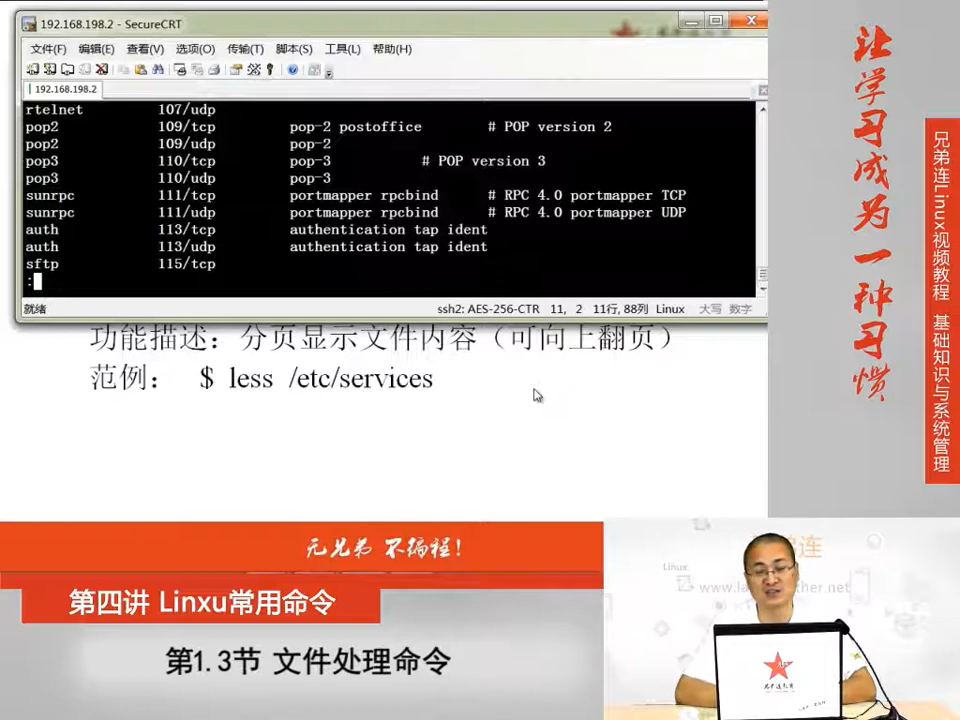 192.168.198.2 - SecureCRT
文件(F) 编辑(E) 查看(V) 选项(O) 传输(T) 脚本(S) 工具(L) 帮助(H)
192.168.198.2
rtelnet 107/udp
pop2 109/tcp pop-2 postoffice # POP version 2
pop2 109/udp pop-2
pop3 110/tcp pop-3 # POP version 3
pop3 110/udp pop-3
sunrpc 111/tcp portmapper rpcbind # RPC 4.0 portmapper TCP
sunrpc 111/udp portmapper rpcbind # RPC 4.0 portmapper UDP
auth 113/tcp authentication tap ident
auth 113/udp authentication tap ident
sftp 115/tcp
:
就绪 ssh2: AES-256-CTR 11, 2 11行, 88列 Linux 大写 数字
功能描述：分页显示文件内容（可向上翻页）
范例： $ less /etc/services
让学习成为一种习惯
兄弟连Linux视频教程 基础知识与系统管理
无兄弟 不编程！
第四讲 Linxu常用命令
第1.3节 文件处理命令
Linux